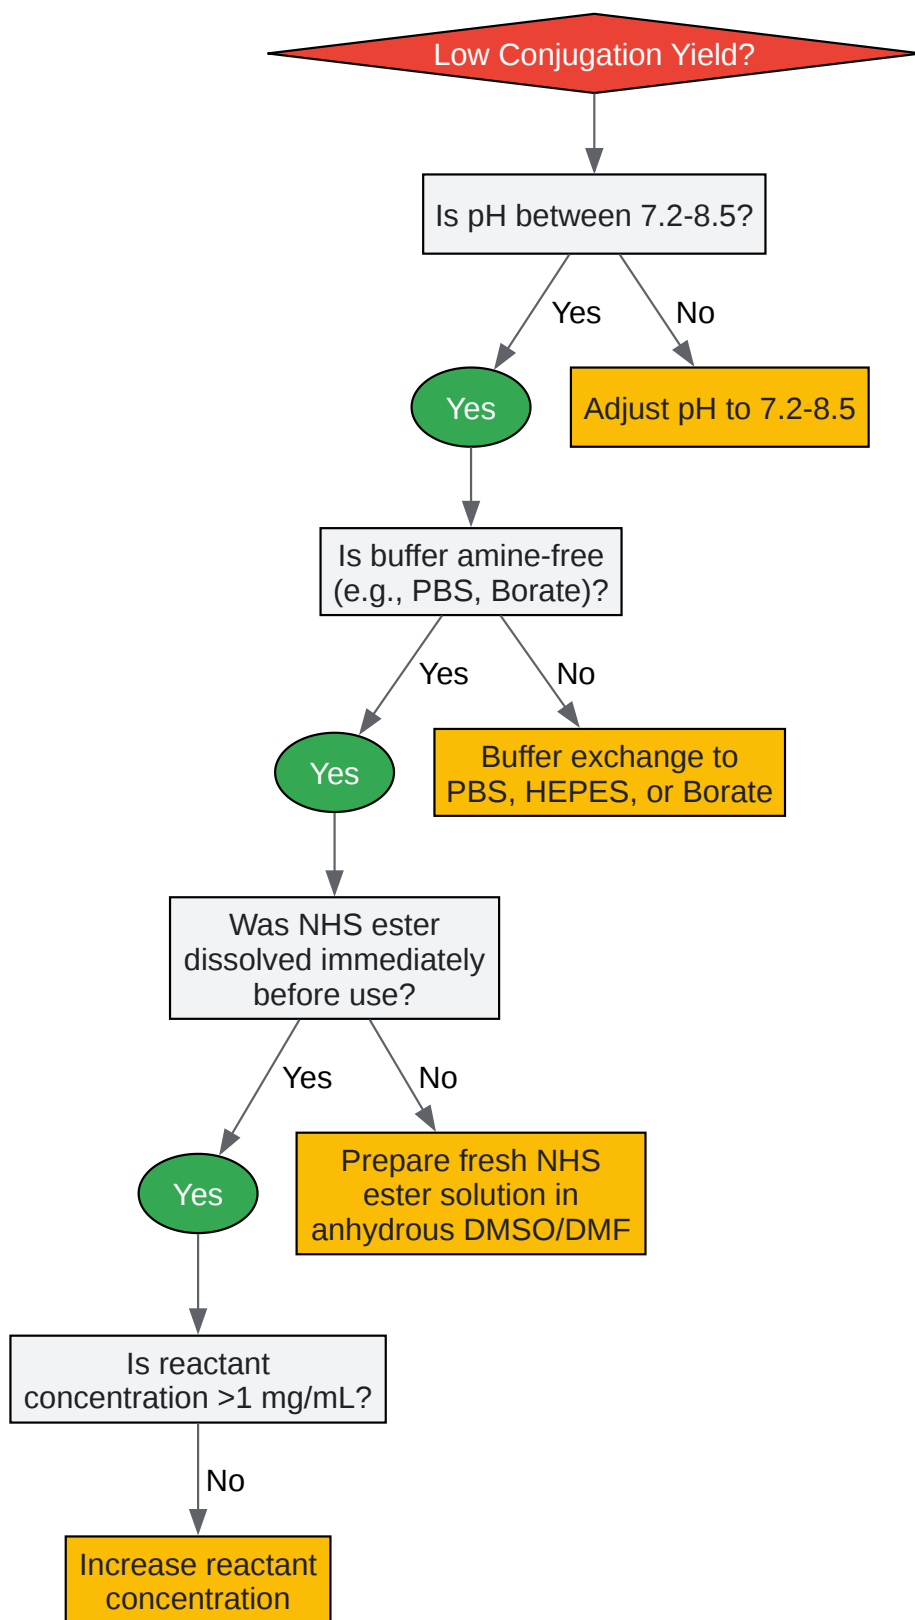 Low Conjugation Yield?
Is pH between 7.2-8.5?
Yes
No
Yes
Adjust pH to 7.2-8.5
Is buffer amine-free
(e.g., PBS, Borate)?
Yes
No
Yes
Buffer exchange to
PBS, HEPES, or Borate
Was NHS ester
dissolved immediately
before use?
Yes
No
Yes
Prepare fresh NHS
ester solution in
anhydrous DMSO/DMF
Is reactant
concentration >1 mg/mL?
No
Increase reactant
concentration